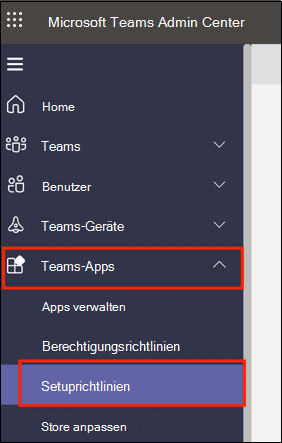 Microsoft Teams Admin Center
Home
Teams
Benutzer
Teams-Geräte
Teams-Apps
Apps verwalten
Berechtigungsrichtlinien
Setuprichtlinien
Store anpassen